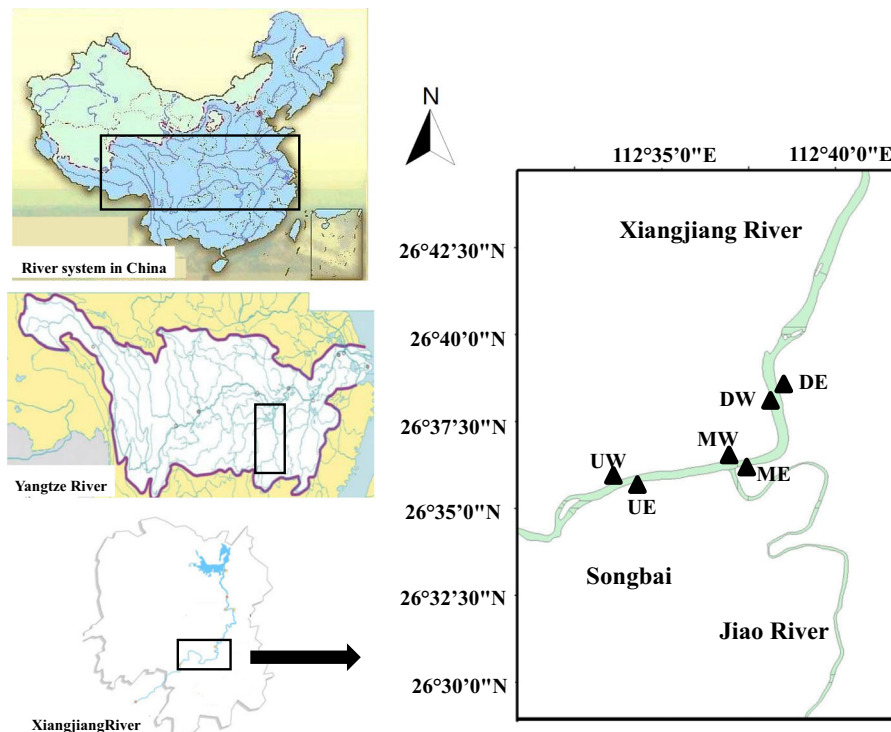 River system in China
Yangtze River
XiangjiangRiver
N
112°35'0"E
112°40'0"E
26°42'30"N
26°40'0"N
26°37'30"N
26°35'0"N
26°32'30"N
26°30'0"N
Xiangjiang River
DE
DW
MW
ME
UW
UE
Songbai
Jiao River